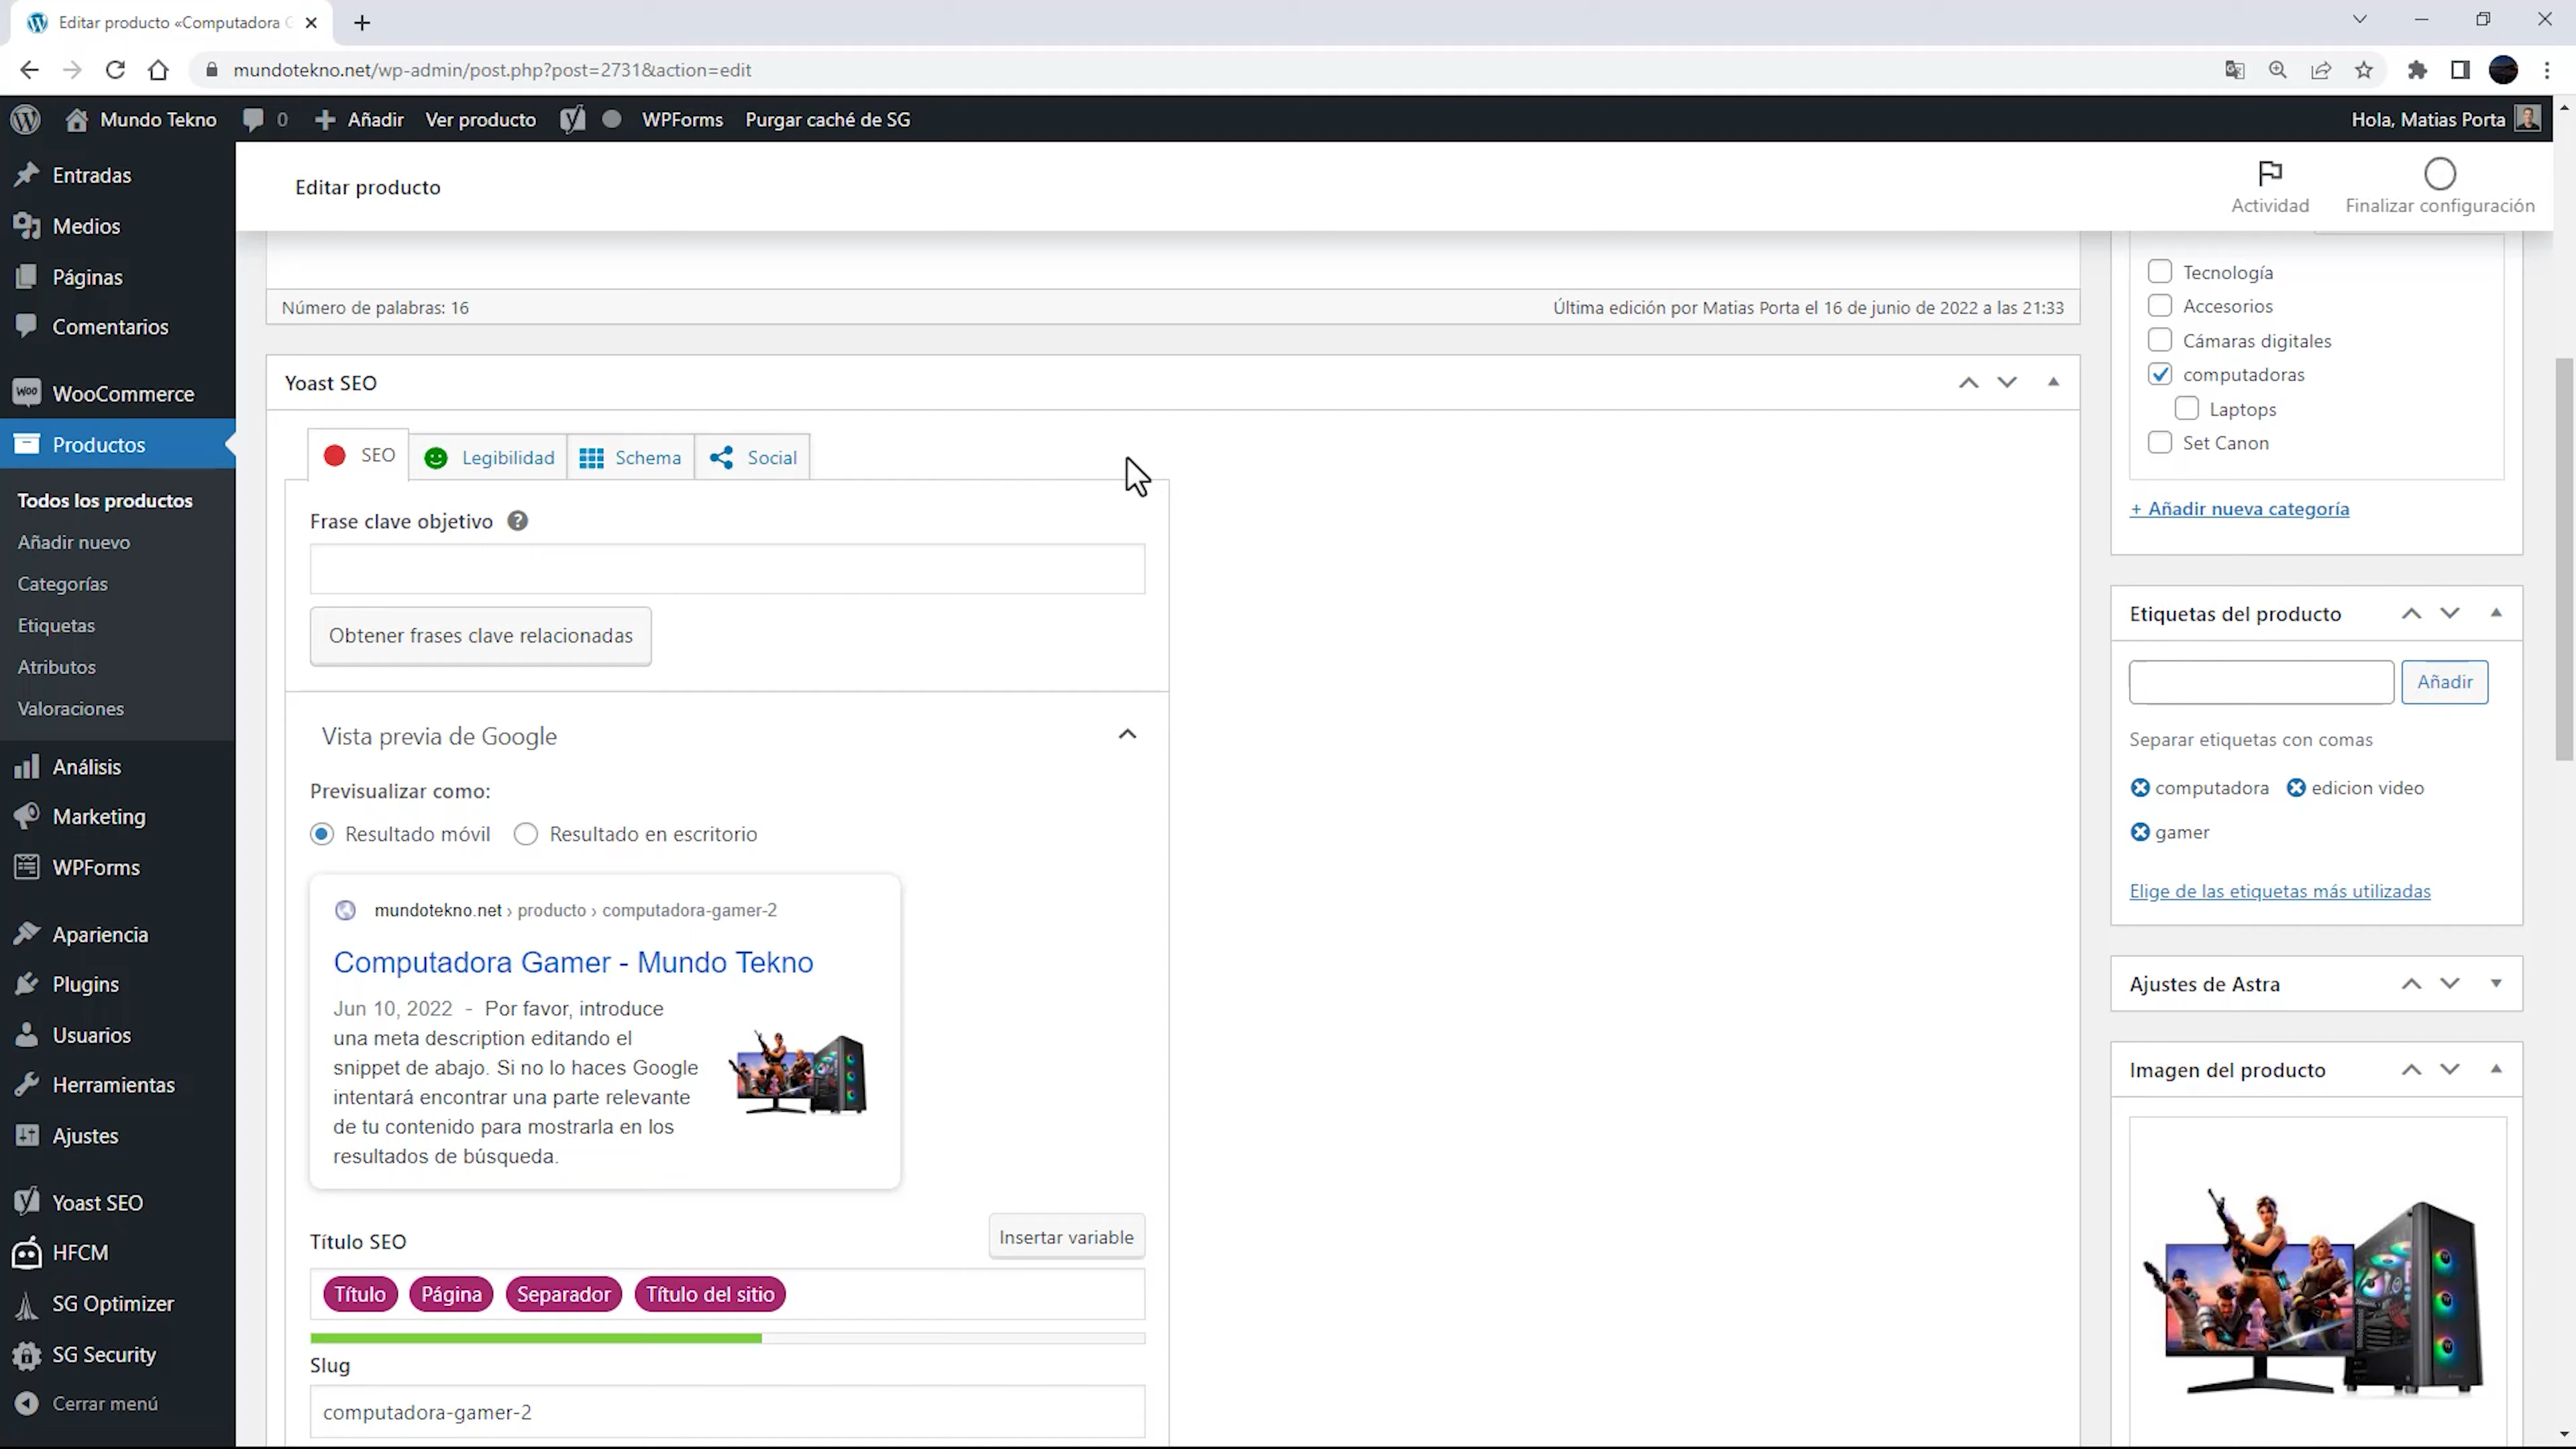 Editar producto «Computadora G
mundotekno.net/wp-admin/post.php?post=2731&action=edit
Mundo Tekno
0
Añadir
Ver producto
WPForms
Purgar caché de SG
Hola, Matias Porta
Entradas
Medios
Páginas
Comentarios
Woo
WooCommerce
Productos
Todos los productos
Añadir nuevo
Categorías
Etiquetas
Atributos
Valoraciones
Análisis
Marketing
WPForms
Apariencia
Plugins
Usuarios
Herramientas
Ajustes
Yoast SEO
HFCM
SG Optimizer
SG Security
Cerrar menú
Editar producto
Actividad
Finalizar configuración
Número de palabras: 16
Última edición por Matias Porta el 16 de junio de 2022 a las 21:33
Yoast SEO
SEO
Legibilidad
Schema
Social
Frase clave objetivo
Obtener frases clave relacionadas
Vista previa de Google
Previsualizar como:
Resultado móvil
Resultado en escritorio
mundotekno.net › producto › computadora-gamer-2
Computadora Gamer - Mundo Tekno
Jun 10, 2022 - Por favor, introduce
una meta description editando el
snippet de abajo. Si no lo haces Google
intentará encontrar una parte relevante
de tu contenido para mostrarla en los
resultados de búsqueda.
Título SEO
Insertar variable
Título
Página
Separador
Título del sitio
Slug
computadora-gamer-2
Tecnología
Accesorios
Cámaras digitales
computadoras
Laptops
Set Canon
+ Añadir nueva categoría
Etiquetas del producto
Añadir
Separar etiquetas con comas
computadora
edicion video
gamer
Elige de las etiquetas más utilizadas
Ajustes de Astra
Imagen del producto